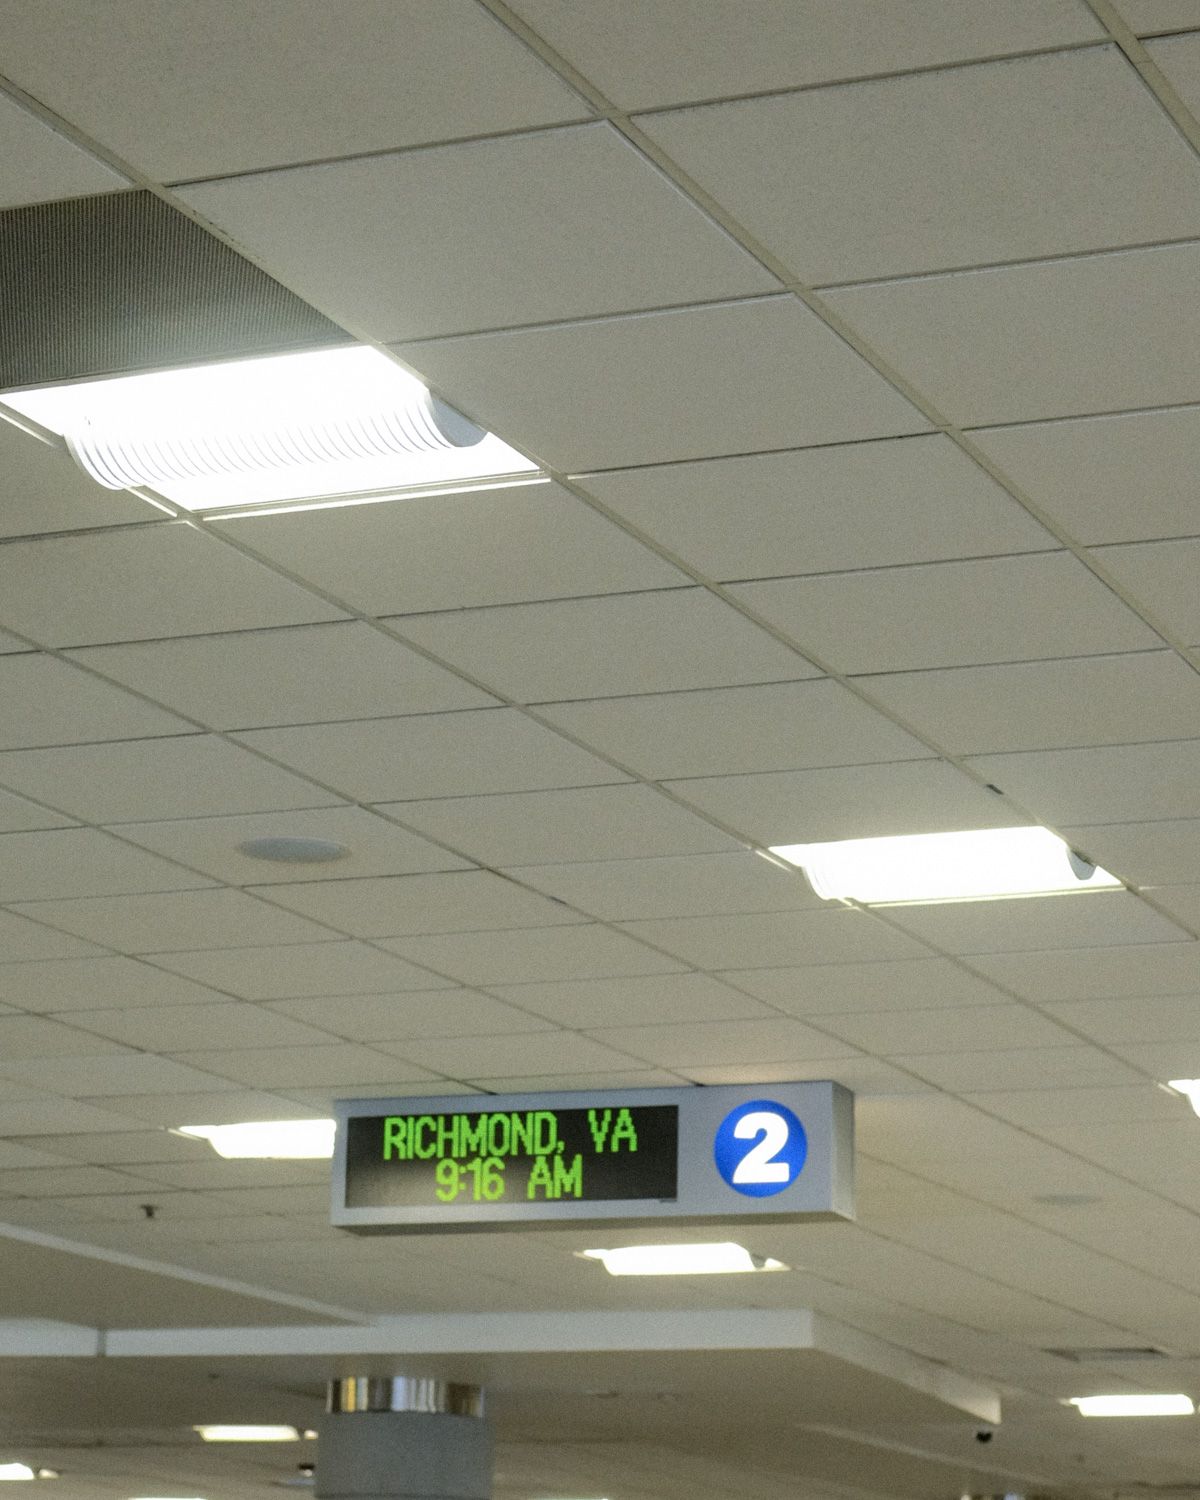 RICHMOND, VA
9:16 AM
2